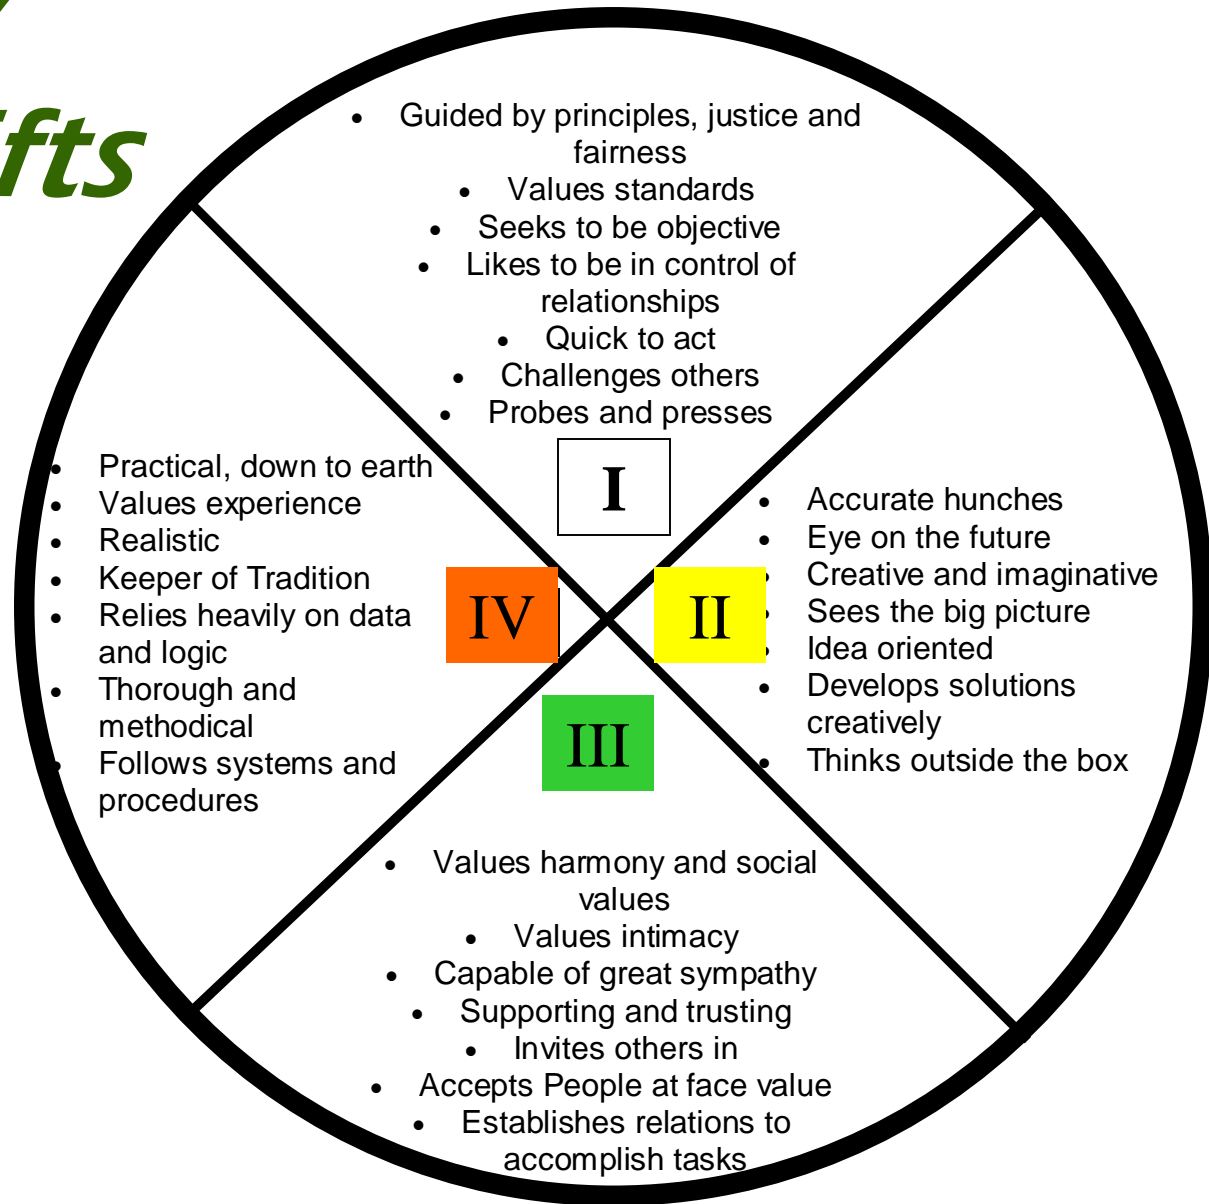 fts
• Guided by principles, justice and
fairness
• Values standards
• Seeks to be objective
• Likes to be in control of
relationships
• Quick to act
• Challenges others
• Probes and presses
I
• Accurate hunches
• Eye on the future
• Creative and imaginative
• Sees the big picture
• Idea oriented
• Develops solutions
creatively
• Thinks outside the box
II
• Values harmony and social
values
• Values intimacy
• Capable of great sympathy
• Supporting and trusting
• Invites others in
• Accepts People at face value
• Establishes relations to
accomplish tasks
III
• Practical, down to earth
• Values experience
• Realistic
• Keeper of Tradition
• Relies heavily on data
and logic
• Thorough and
methodical
• Follows systems and
procedures
IV